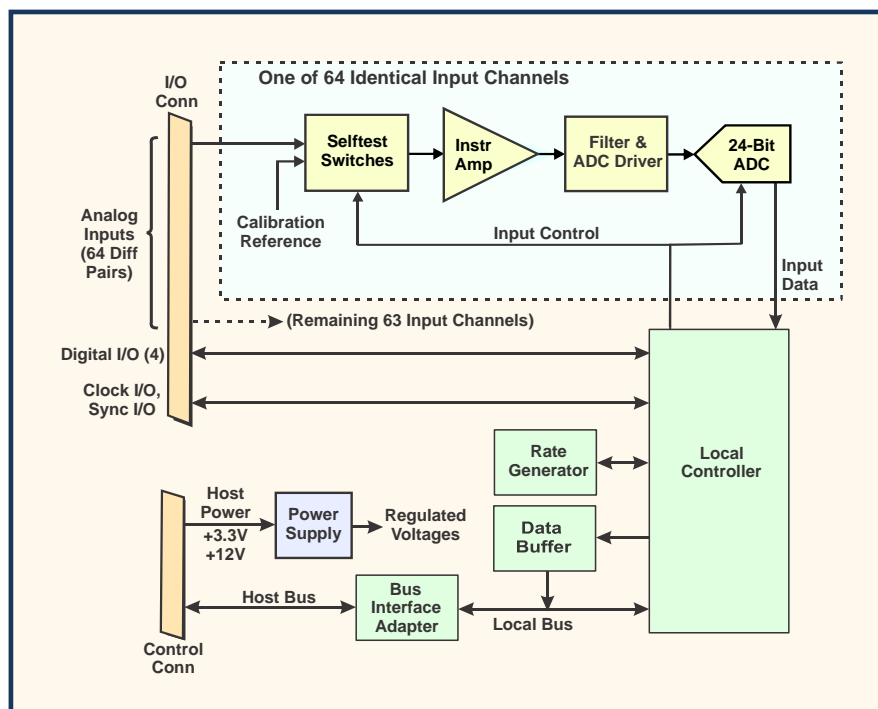 One of 64 Identical Input Channels
I/O
Conn
Selftest
Switches
Instr
Amp
Filter &
ADC Driver
24-Bit
ADC
Calibration
Reference
Input Control
Analog
Inputs
(64 Diff
Pairs)
Input
Data
(Remaining 63 Input Channels)
Digital I/O (4)
Clock I/O,
Sync I/O
Rate
Generator
Local
Controller
Host
Power
+3.3V
+12V
Power
Supply
Regulated
Voltages
Data
Buffer
Host Bus
Bus
Interface
Adapter
Local Bus
Control
Conn